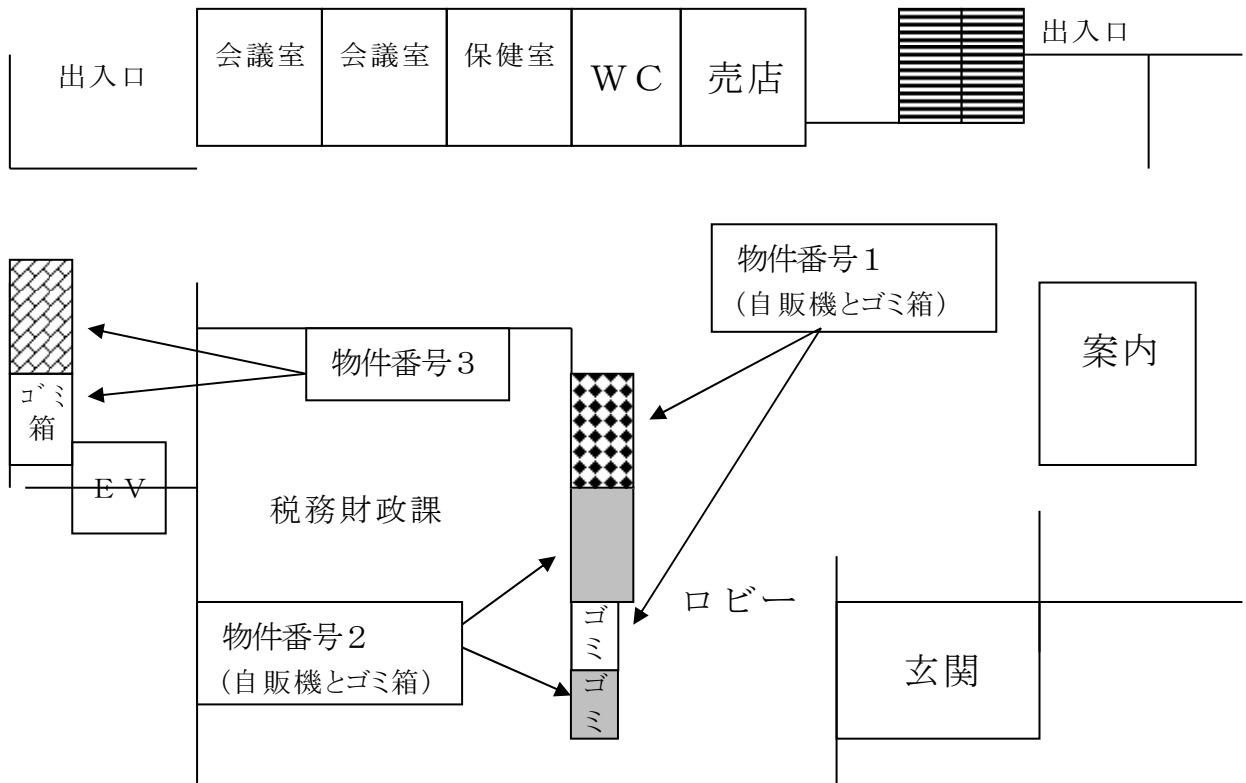 出入口
会議室
会議室
保健室
ＷＣ
売店
出入口
物件番号１
（自販機とゴミ箱）
案内
物件番号３
ゴミ
箱
ＥＶ
税務財政課
ロビー
物件番号２
（自販機とゴミ箱）
ゴミ
ゴミ
玄関